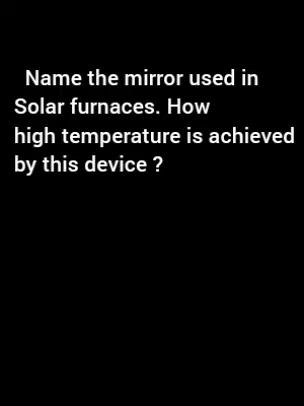 Name the mirror used in
Solar furnaces. How
high temperature is achieved
by this device ?